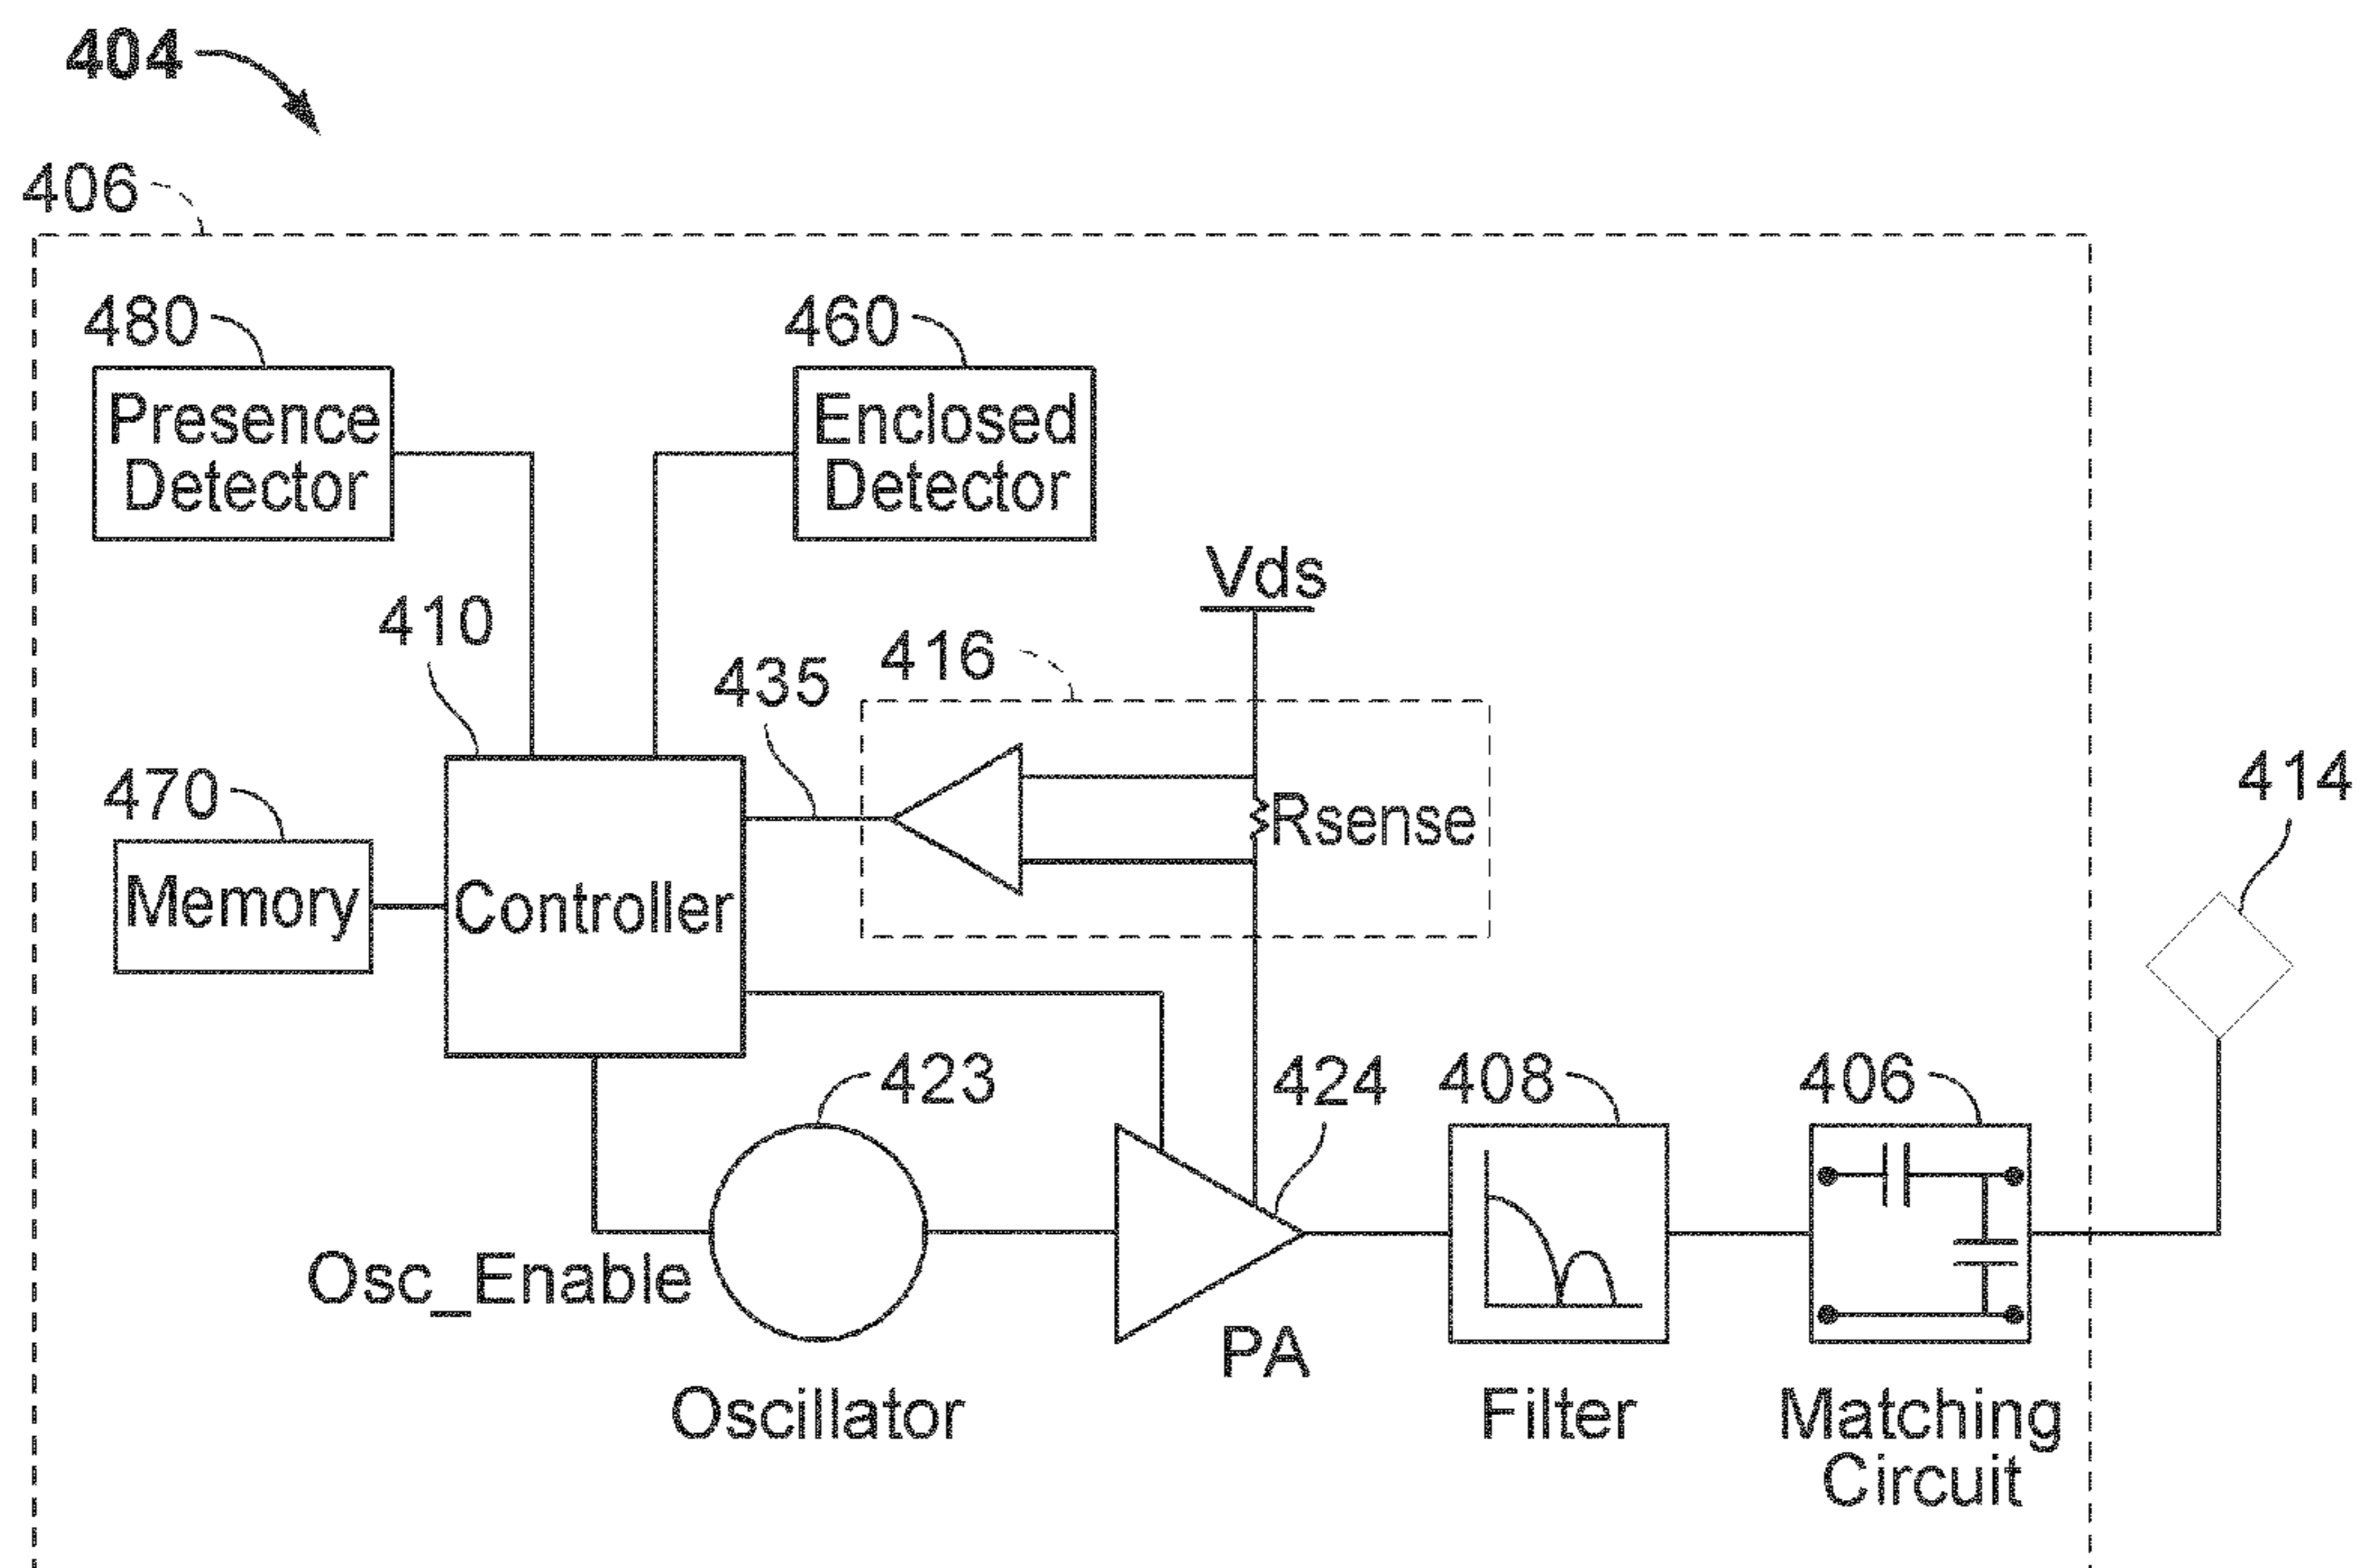 404
406
480
460
Presence
Detector
Enclosed
Detector
Vds
410
416
435
470
414
Rsense
Memory
Controller
423
424
408
406
Osc_Enable
PA
Oscillator
Filter
Matching
Circuit